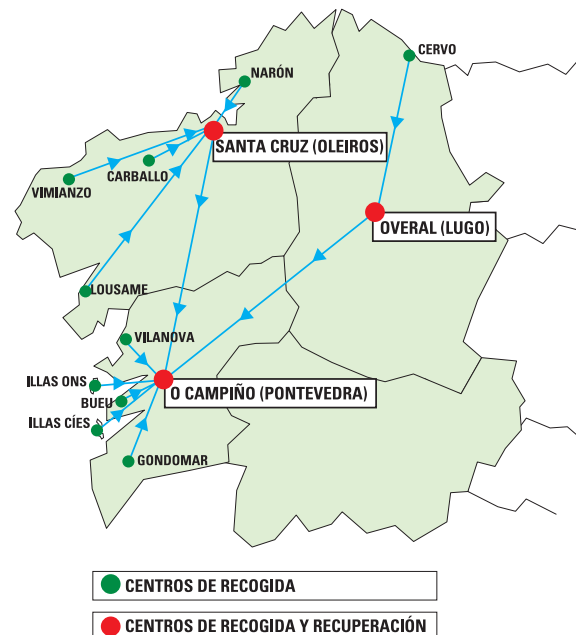 CERVO
NARÓN
SANTA CRUZ (OLEIROS)
CARBALLO
VIMIANZO
OVERAL (LUGO)
LOUSAME
VILANOVA
ILLAS ONS
O CAMPIÑO (PONTEVEDRA)
BUEU
ILLAS CÍES
GONDOMAR
CENTROS DE RECOGIDA
CENTROS DE RECOGIDA Y RECUPERACIÓN